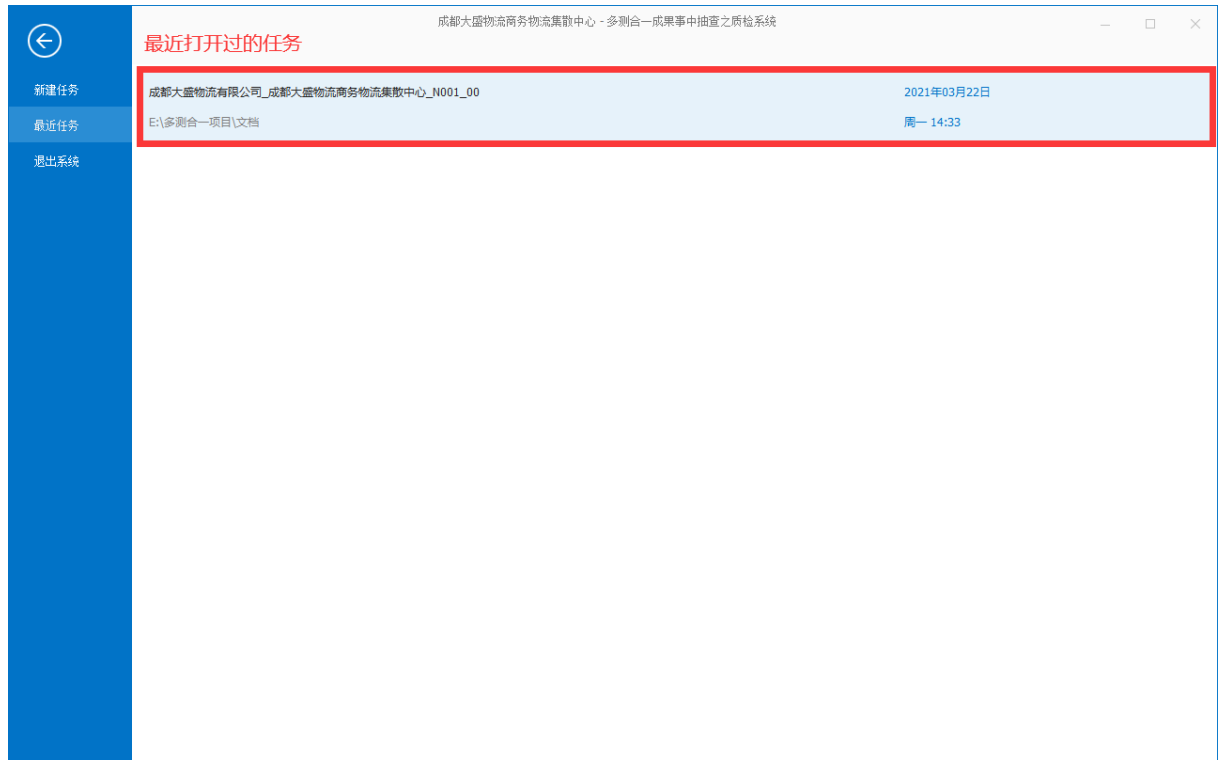 成都大盛物流商务物流集散中心 - 多测合一成果事中抽查之质检系统
最近打开过的任务
新建任务
最近任务
退出系统
成都大盛物流有限公司_成都大盛物流商务物流集散中心_N001_00
2021年03月22日
E:\多测合一项目\文档
周一 14:33